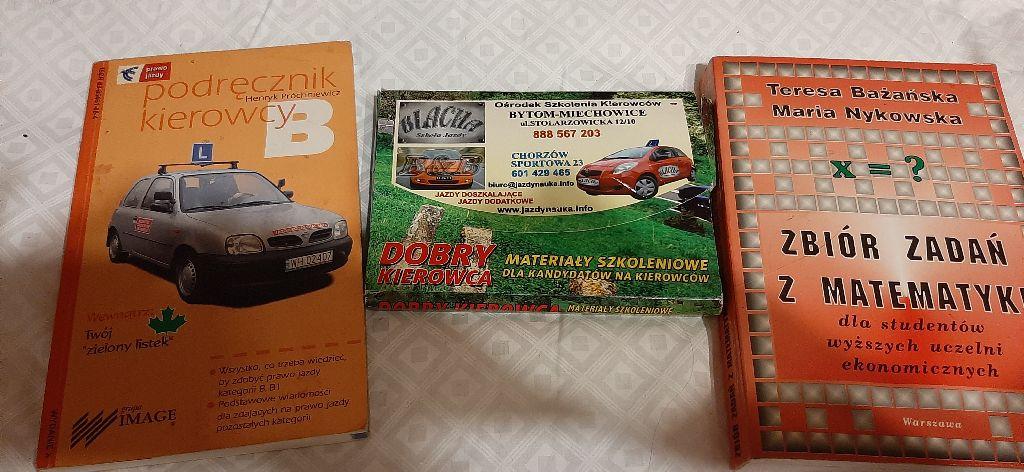 prawo
jazdy
podręcznik
Henryk Próchniewicz
kierowcy
B
L
Wewnątrz:
Twój
"zielony listek"
Wszystko, co trzeba wiedzieć,
by zdobyć prawo jazdy
kategorii B, B1
Podstawowe wiadomości
dla zdających na prawo jazdy
pozostałych kategorii
grupa
IMAGE
BLACHA
Szkoła Jazdy
Ośrodek Szkolenia Kierowców
BYTOM-MIECHOWICE
ul.STOLARZOWICKA 12/10
888 567 203
CHORZÓW
SPORTOWA 23
601 429 465
biuro@jazdynauka.info
JAZDY DOSZKALAJĄCE
JAZDY DODATKOWE
www.jazdynauka.info
DOBRY
KIEROWCA
MATERIAŁY SZKOLENIOWE
DLA KANDYDATÓW NA KIEROWCÓW
DOBRY KIEROWCA
MATERIAŁY SZKOLENIOWE
Teresa Bażańska
Maria Nykowska
x = ?
ZBIÓR ZADAŃ
Z MATEMATYKI
dla studentów
wyższych uczelni
ekonomicznych
Warszawa